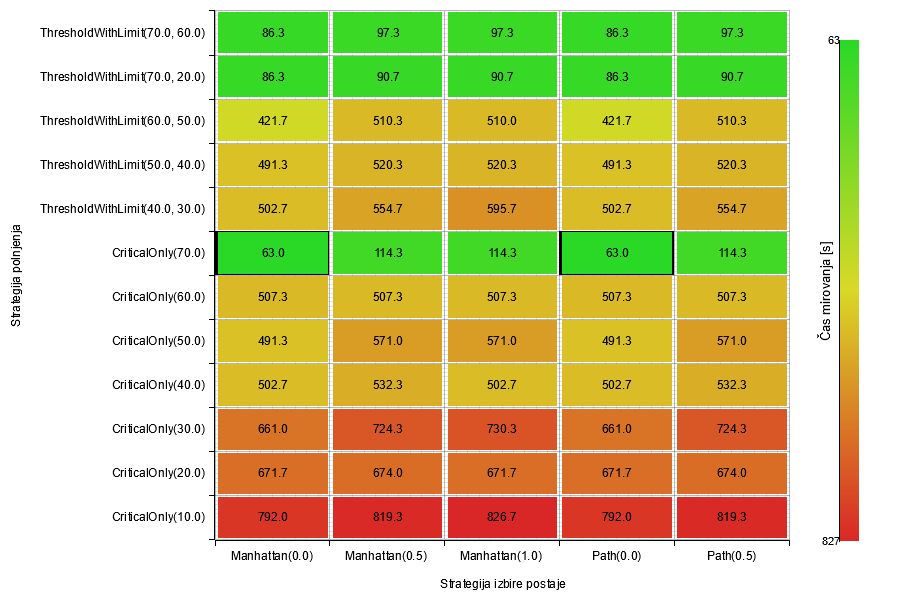 ThresholdWithLimit(70.0, 60.0) 86.3 97.3 97.3 86.3 97.3
ThresholdWithLimit(70.0, 20.0) 86.3 90.7 90.7 86.3 90.7
ThresholdWithLimit(60.0, 50.0) 421.7 510.3 510.0 421.7 510.3
ThresholdWithLimit(50.0, 40.0) 491.3 520.3 520.3 491.3 520.3
ThresholdWithLimit(40.0, 30.0) 502.7 554.7 595.7 502.7 554.7
CriticalOnly(70.0) 63.0 114.3 114.3 63.0 114.3
CriticalOnly(60.0) 507.3 507.3 507.3 507.3 507.3
CriticalOnly(50.0) 491.3 571.0 571.0 491.3 571.0
CriticalOnly(40.0) 502.7 532.3 502.7 502.7 532.3
CriticalOnly(30.0) 661.0 724.3 730.3 661.0 724.3
CriticalOnly(20.0) 671.7 674.0 671.7 671.7 674.0
CriticalOnly(10.0) 792.0 819.3 826.7 792.0 819.3
Manhattan(0.0) Manhattan(0.5) Manhattan(1.0) Path(0.0) Path(0.5)
Strategija izbire postaje
Strategija polnjenja
63
Čas mirovanja [s]
827